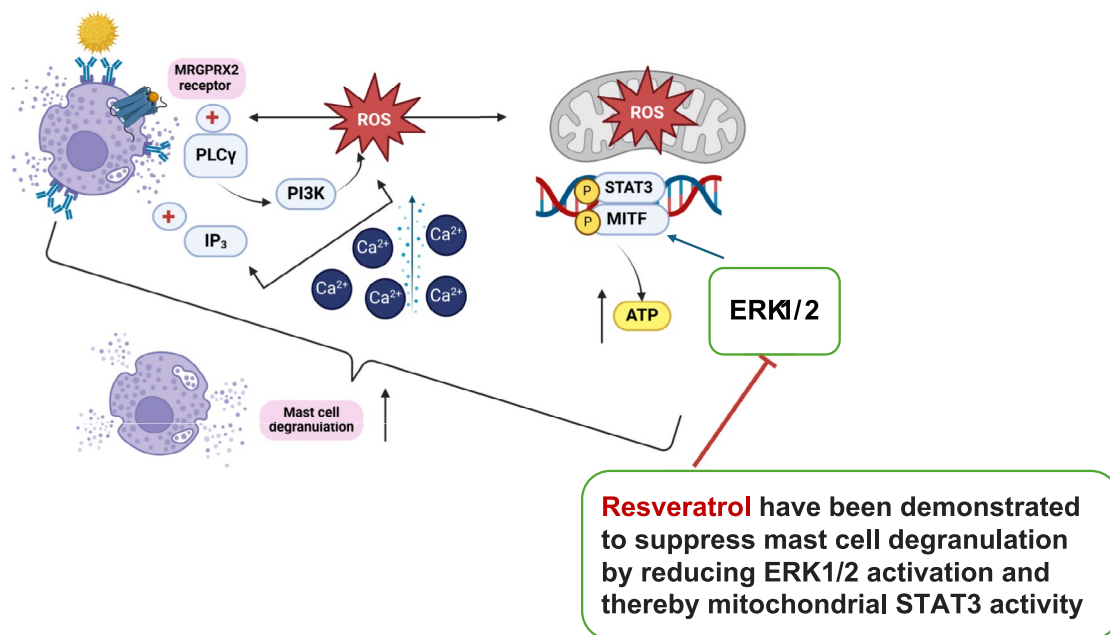 MRGPRX2
receptor
+
PLCγ
PI3K
ROS
+
IP₃
Ca²⁺
Ca²⁺
Ca²⁺
Ca²⁺
Ca²⁺
ROS
P
STAT3
P
MITF
ATP
ERK1/2
Mast cell
degranulation
Resveratrol have been demonstrated
to suppress mast cell degranulation
by reducing ERK1/2 activation and
thereby mitochondrial STAT3 activity